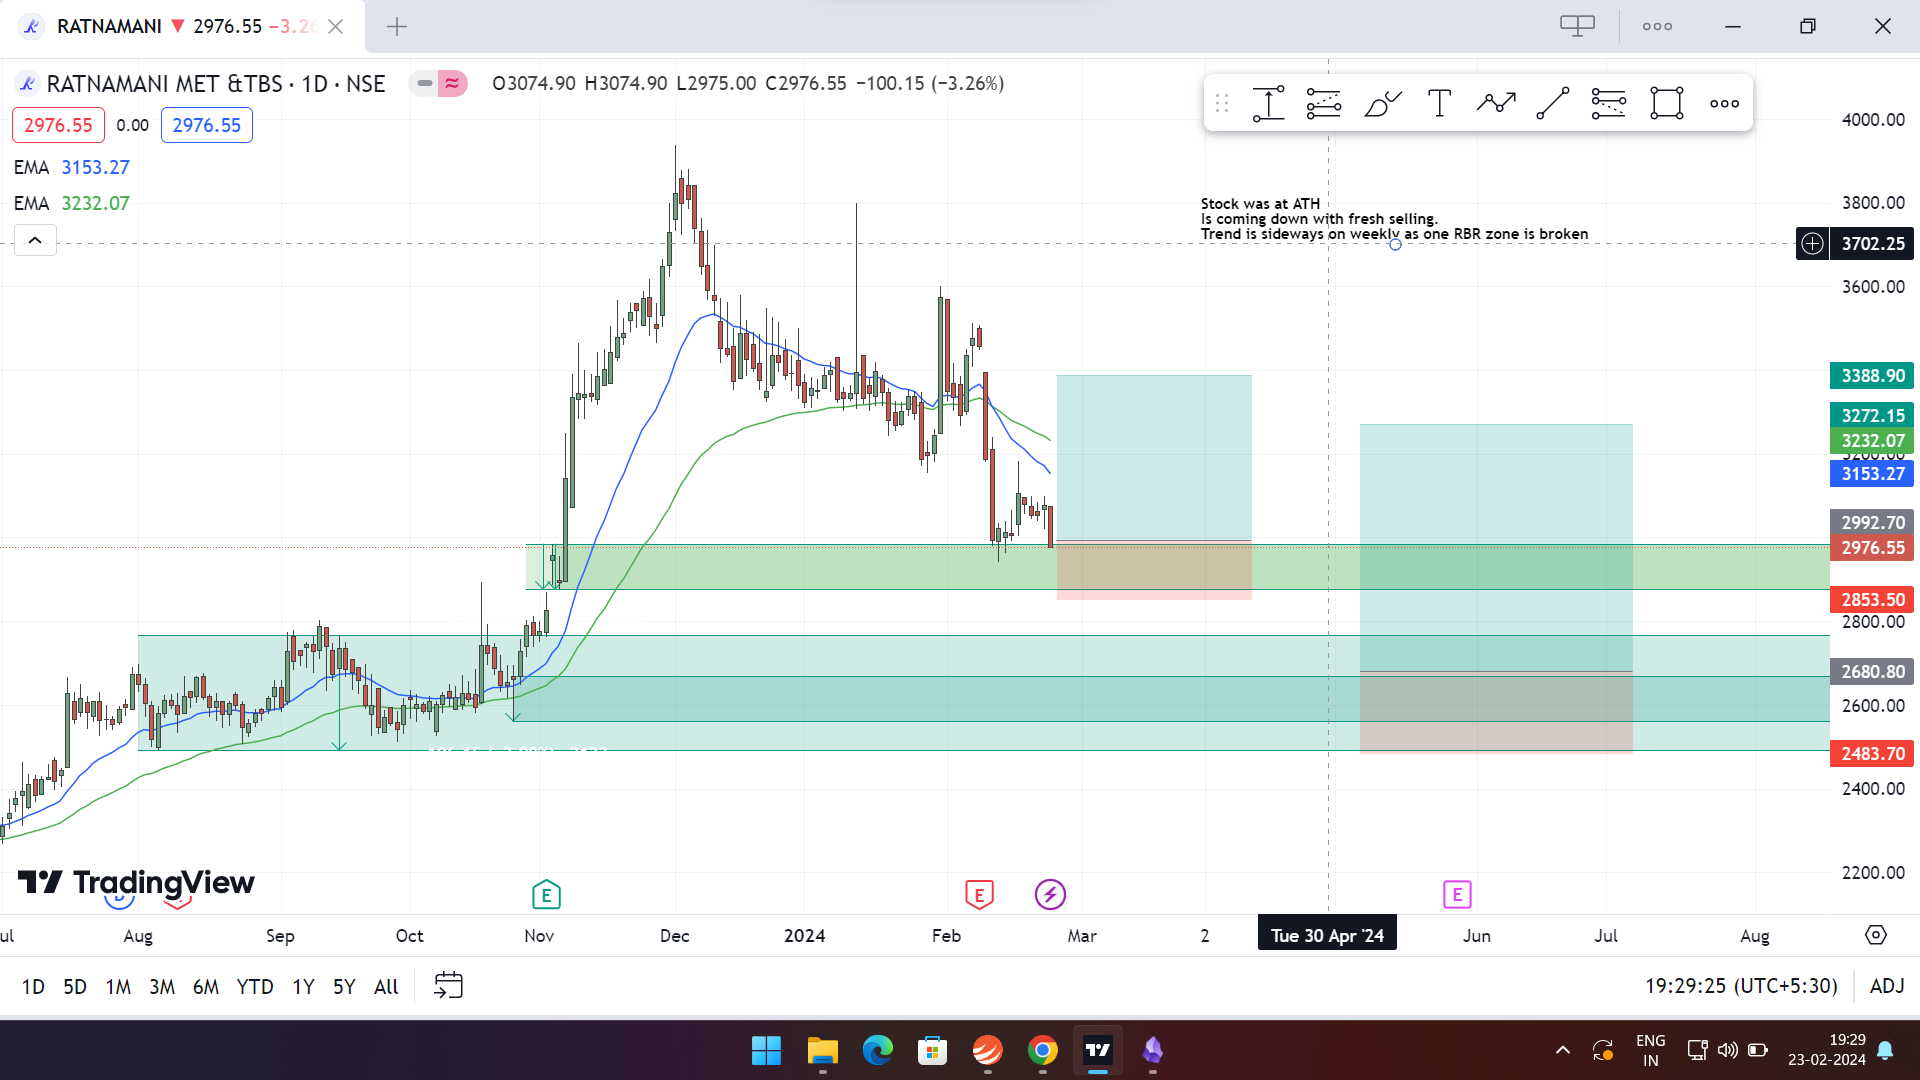 RATNAMANI 2976.55 −3.26
RATNAMANI MET &TBS · 1D · NSE O3074.90 H3074.90 L2975.00 C2976.55 −100.15 (−3.26%)
2976.55 0.00 2976.55
EMA 3153.27
EMA 3232.07
Stock was at ATH
Is coming down with fresh selling.
Trend is sideways on weekly as one RBR zone is broken
4000.00
3800.00
3702.25
3600.00
3388.90
3272.15
3232.07
3200.00
3153.27
2992.70
2976.55
2853.50
2800.00
2680.80
2600.00
2483.70
2400.00
2200.00
TradingView
D
E E E
ul Aug Sep Oct Nov Dec 2024 Feb Mar 2 Tue 30 Apr '24 Jun Jul Aug
1D 5D 1M 3M 6M YTD 1Y 5Y All 19:29:25 (UTC+5:30) ADJ
ENG
IN
19:29
23-02-2024